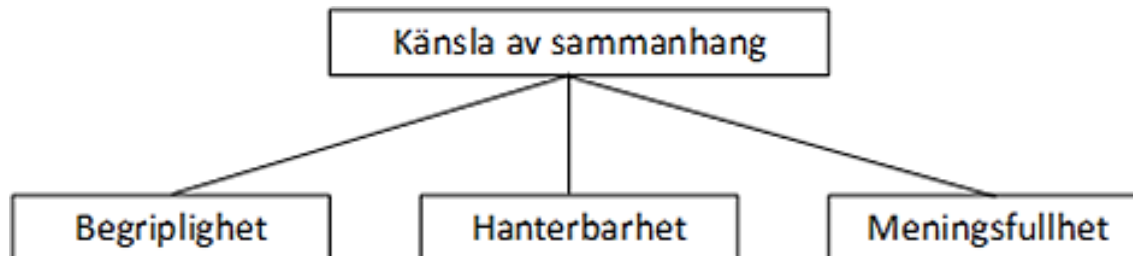 Känsla av sammanhang
Begriplighet
Hanterbarhet
Meningsfullhet